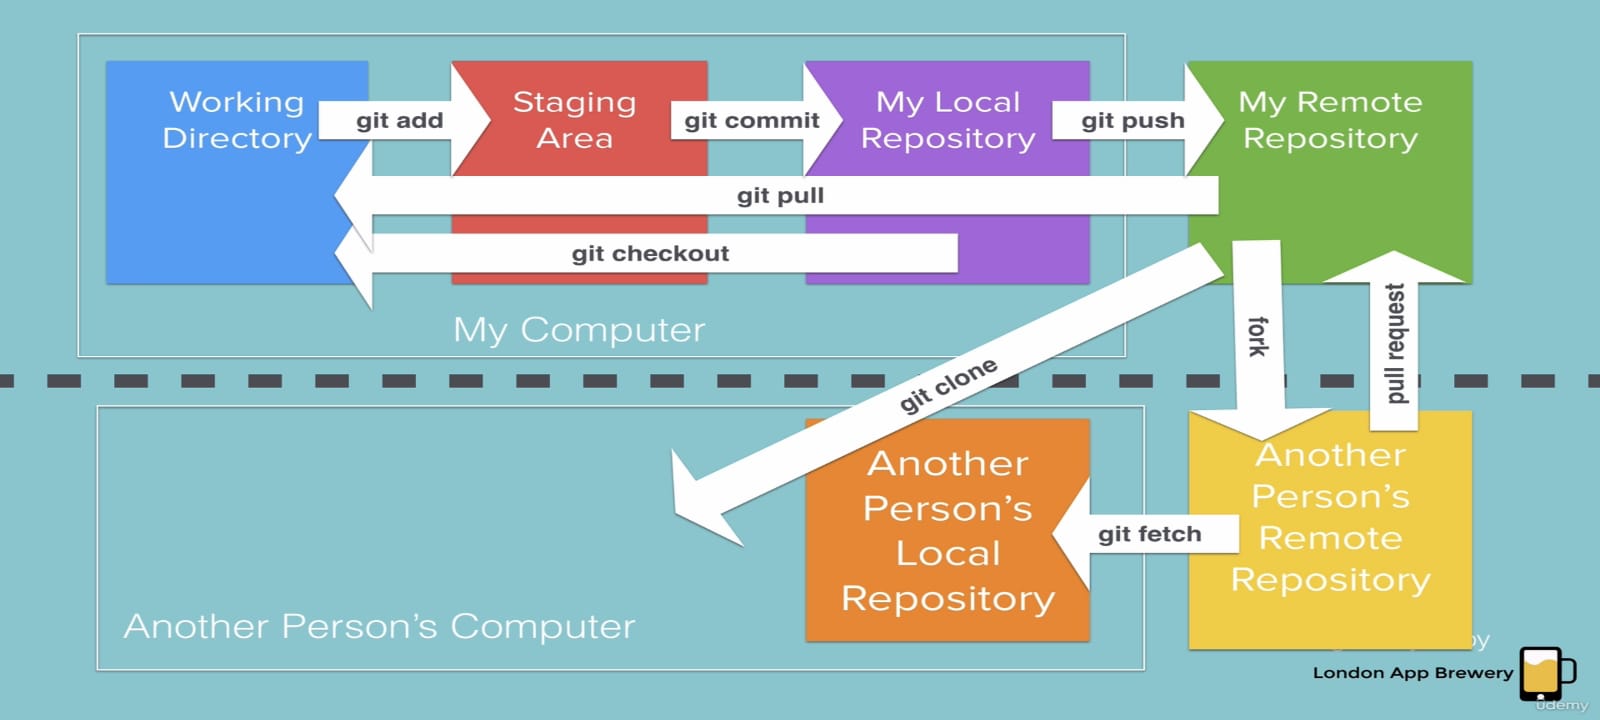 Working
Directory
git add
Staging
Area
git commit
My Local
Repository
git push
My Remote
Repository
git pull
git checkout
My Computer
git clone
fork
pull request
Another
Person's
Local
Repository
git fetch
Another
Person's
Remote
Repository
Another Person's Computer
London App Brewery
udemy